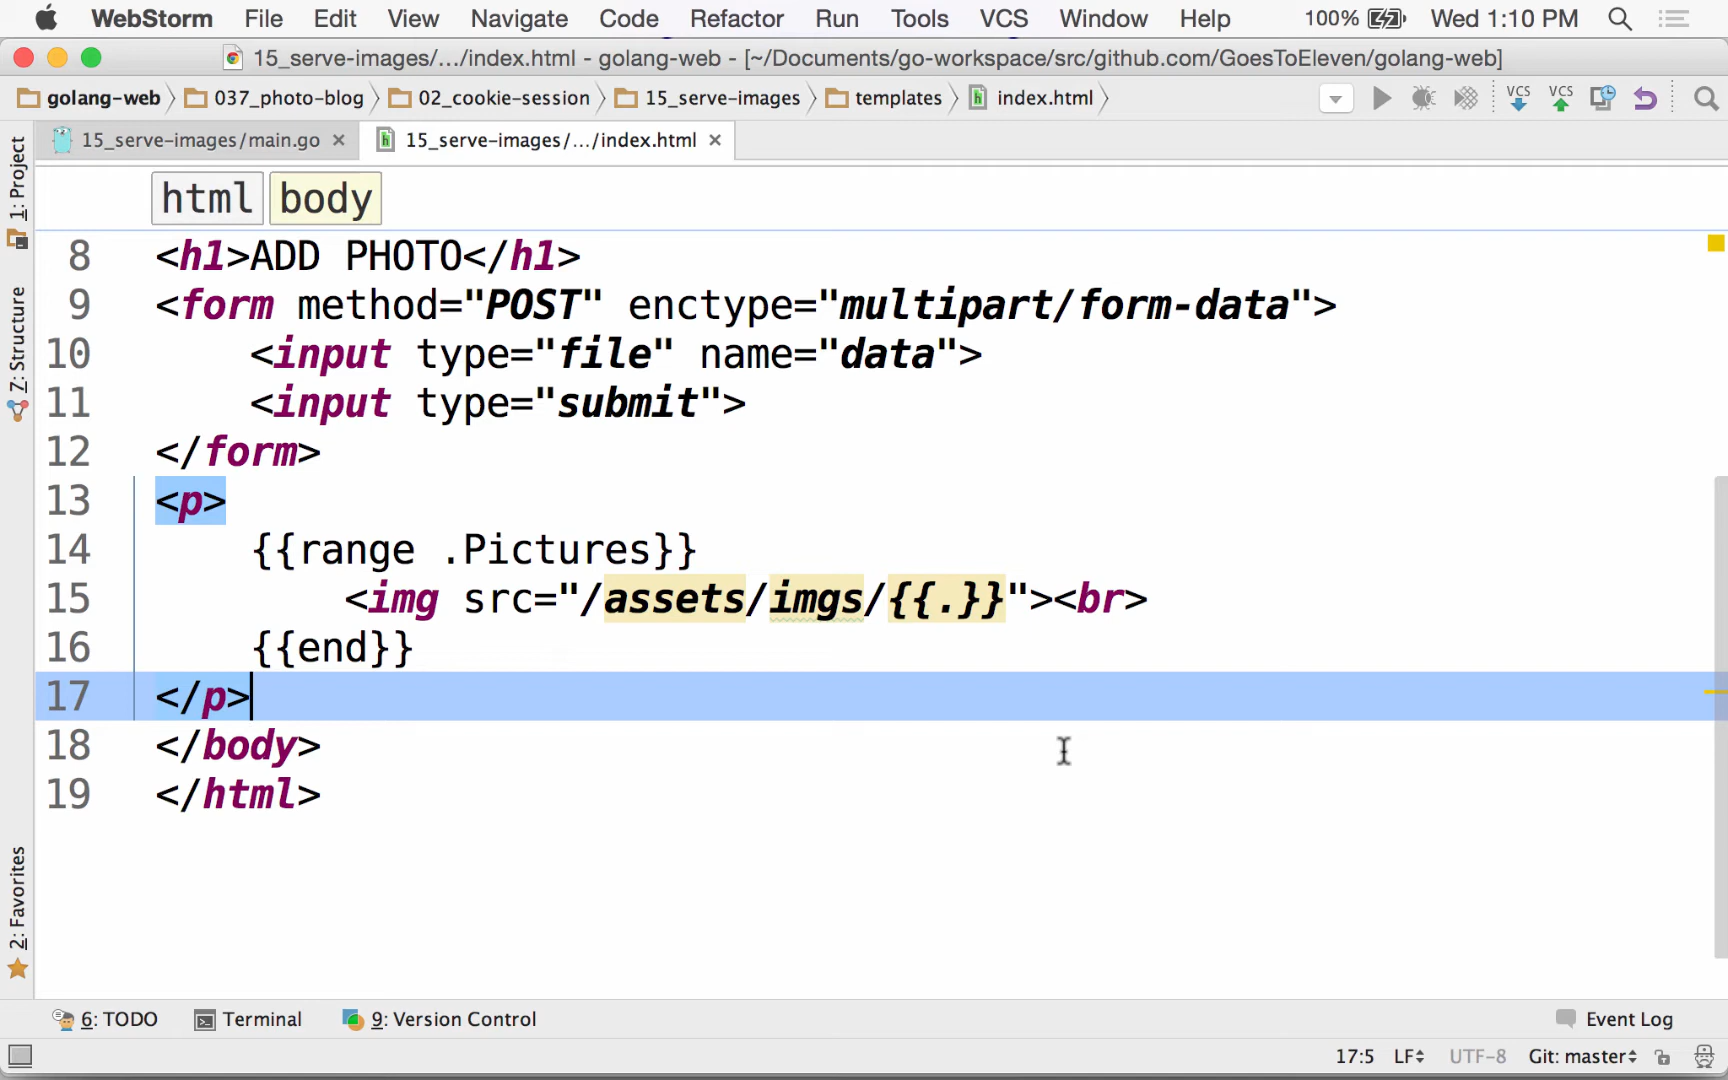 WebStorm File Edit View Navigate Code Refactor Run Tools VCS Window Help 100% Wed 1:10 PM
15_serve-images/.../index.html - golang-web - [~/Documents/go-workspace/src/github.com/GoesToEleven/golang-web]
golang-web 037_photo-blog 02_cookie-session 15_serve-images templates index.html VCS VCS
15_serve-images/main.go 15_serve-images/.../index.html
1: Project
7: Structure
2: Favorites
html body
8 <h1>ADD PHOTO</h1>
9 <form method="POST" enctype="multipart/form-data">
10 <input type="file" name="data">
11 <input type="submit">
12 </form>
13 <p>
14 {{range .Pictures}}
15 <img src="/assets/imgs/{{.}}"><br>
16 {{end}}
17 </p>
18 </body>
19 </html>
6: TODO Terminal 9: Version Control Event Log
17:5 LF UTF-8 Git: master